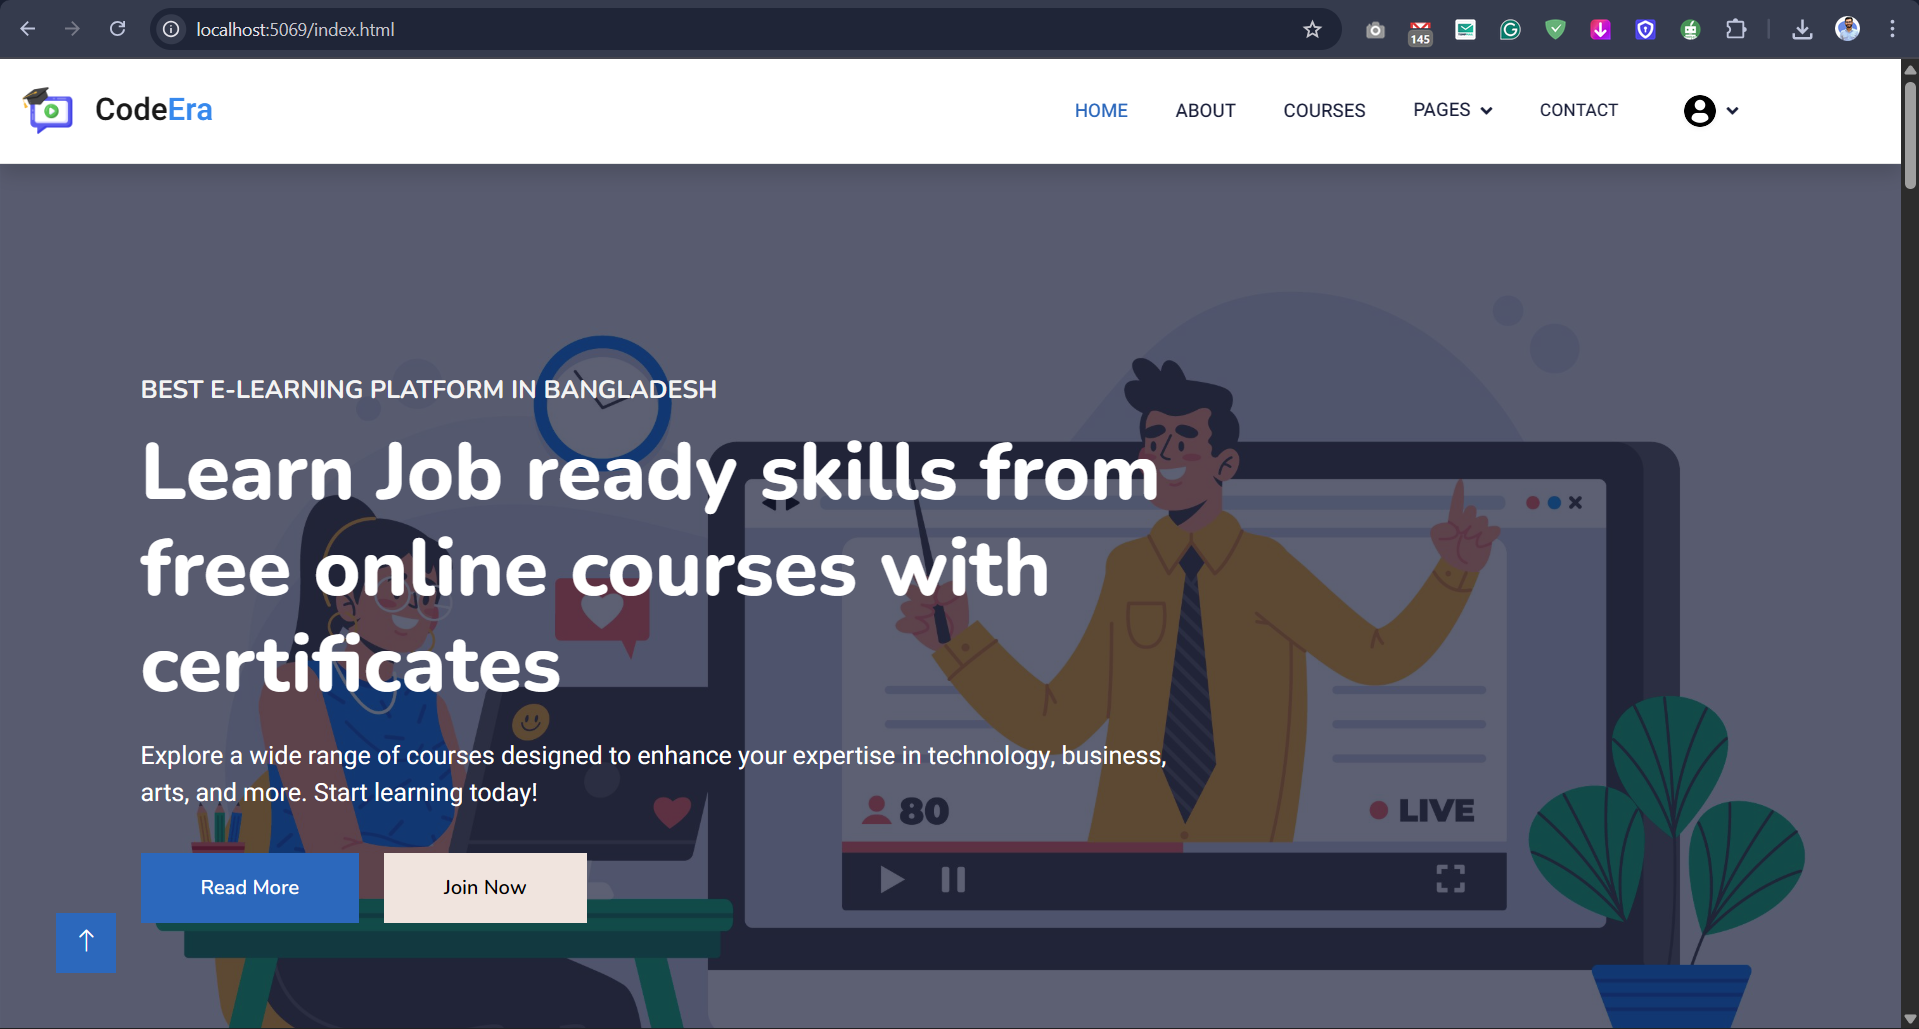 localhost:5069/index.html
145
CodeEra
HOME ABOUT COURSES PAGES CONTACT
BEST E-LEARNING PLATFORM IN BANGLADESH
Learn Job ready skills from
free online courses with
certificates
Explore a wide range of courses designed to enhance your expertise in technology, business,
arts, and more. Start learning today!
80
LIVE
Read More Join Now